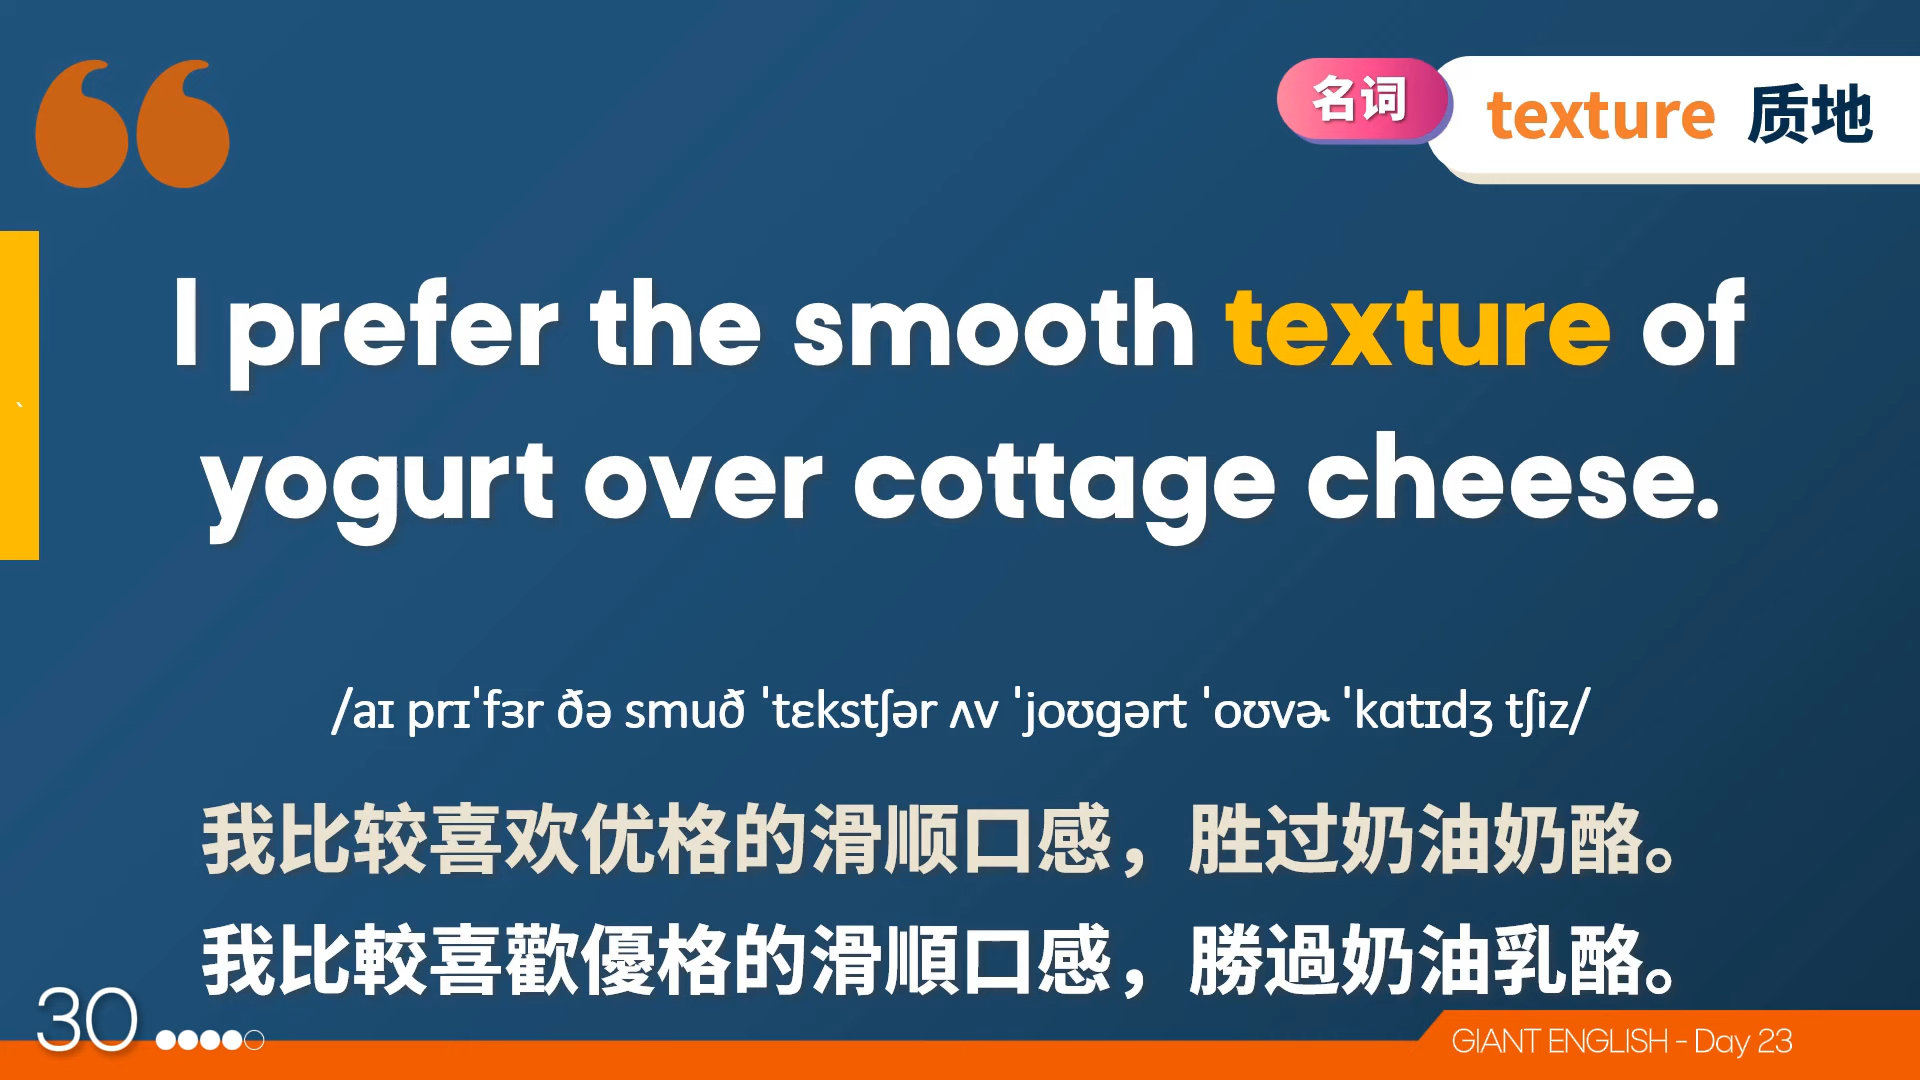 名词
texture 质地
I prefer the smooth texture of
yogurt over cottage cheese.
/aɪ prɪˈfɜr ðə smuð ˈtɛkstʃər ʌv ˈjoʊgərt ˈoʊvɚ ˈkɑtɪdʒ tʃiz/
我比较喜欢优格的滑顺口感，胜过奶油奶酪。
我比較喜歡優格的滑順口感，勝過奶油乳酪。
30
GIANT ENGLISH - Day 23